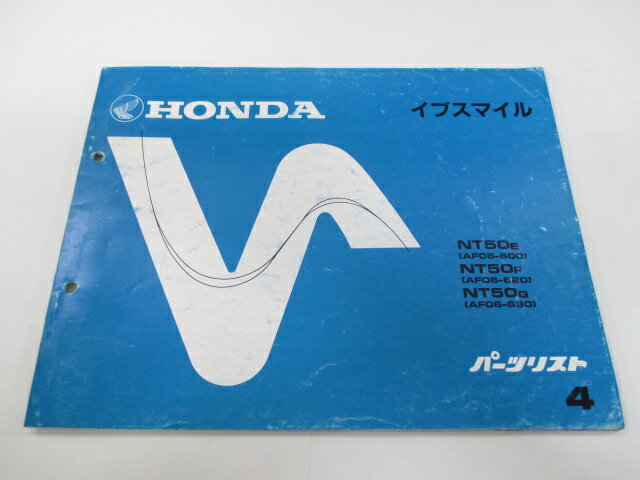 HONDA
イブスマイル
NT50E
(AF06-600)
NT50F
(AF06-620)
NT50G
(AF06-630)
パーツリスト
4